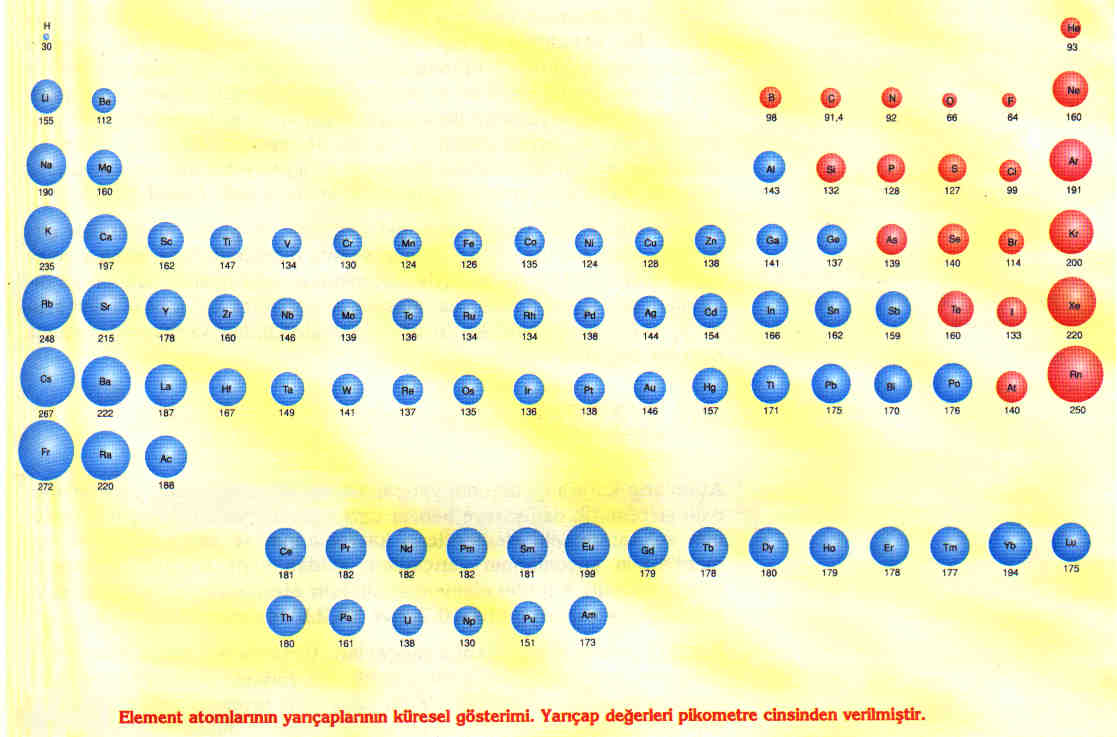 H He
30 93
Li Be B C N O F Ne
155 112 98 91,4 92 66 64 160
Na Mg Al Si P S Cl Ar
190 160 143 132 128 127 99 191
K Ca Sc Ti V Cr Mn Fe Co Ni Cu Zn Ga Ge As Se Br Kr
235 197 162 147 134 130 124 126 135 124 128 138 141 137 139 140 114 200
Rb Sr Y Zr Nb Mo Tc Ru Rh Pd Ag Cd In Sn Sb Te I Xe
248 215 178 160 146 139 136 134 134 138 144 154 166 162 159 160 133 220
Cs Ba La Hf Ta W Re Os Ir Pt Au Hg Tl Pb Bi Po At Rn
267 222 187 167 149 141 137 135 136 138 146 157 171 175 170 176 140 250
Fr Ra Ac
272 220 188
Ce Pr Nd Pm Sm Eu Gd Tb Dy Ho Er Tm Yb Lu
181 182 182 182 181 199 179 178 180 179 178 177 194 175
Th Pa U Np Pu Am
180 161 138 130 151 173
Element atomlarının yarıçaplarının küresel gösterimi. Yarıçap değerleri pikometre cinsinden verilmiştir.